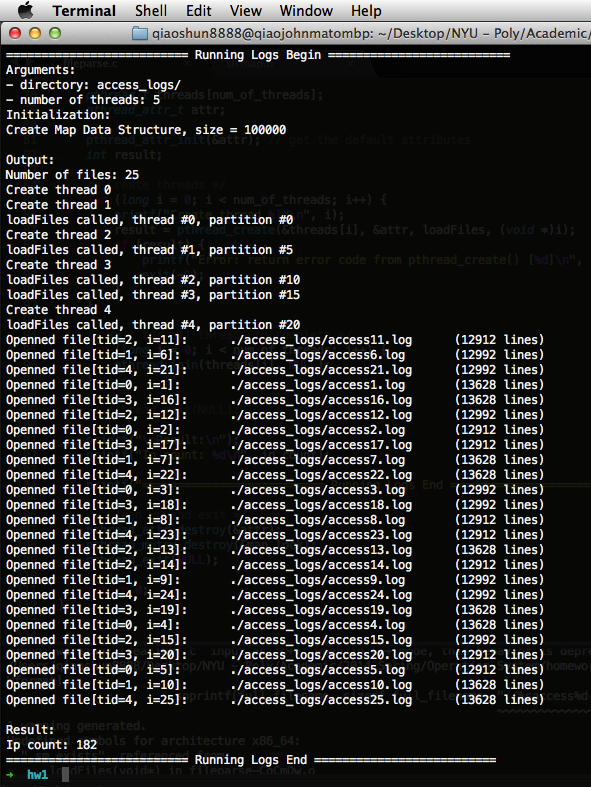 Terminal Shell Edit View Window Help
qiaoshun8888@qiaojohnmatombp: ~/Desktop/NYU - Poly/Academic/
========================== Running Logs Begin ==========================
Arguments:
- directory: access_logs/
- number of threads: 5
Initialization:
Create Map Data Structure, size = 100000
Output:
Number of files: 25
Create thread 0
Create thread 1
loadFiles called, thread #0, partition #0
Create thread 2
loadFiles called, thread #1, partition #5
Create thread 3
loadFiles called, thread #2, partition #10
loadFiles called, thread #3, partition #15
Create thread 4
loadFiles called, thread #4, partition #20
Openned file[tid=2, i=11]: ./access_logs/access11.log (12912 lines)
Openned file[tid=1, i=6]: ./access_logs/access6.log (12992 lines)
Openned file[tid=4, i=21]: ./access_logs/access21.log (12992 lines)
Openned file[tid=0, i=1]: ./access_logs/access1.log (13628 lines)
Openned file[tid=3, i=16]: ./access_logs/access16.log (13628 lines)
Openned file[tid=2, i=12]: ./access_logs/access12.log (12992 lines)
Openned file[tid=0, i=2]: ./access_logs/access2.log (12912 lines)
Openned file[tid=3, i=17]: ./access_logs/access17.log (12912 lines)
Openned file[tid=1, i=7]: ./access_logs/access7.log (13628 lines)
Openned file[tid=4, i=22]: ./access_logs/access22.log (13628 lines)
Openned file[tid=0, i=3]: ./access_logs/access3.log (12992 lines)
Openned file[tid=3, i=18]: ./access_logs/access18.log (12992 lines)
Openned file[tid=1, i=8]: ./access_logs/access8.log (12912 lines)
Openned file[tid=4, i=23]: ./access_logs/access23.log (12912 lines)
Openned file[tid=2, i=13]: ./access_logs/access13.log (13628 lines)
Openned file[tid=2, i=14]: ./access_logs/access14.log (12912 lines)
Openned file[tid=1, i=9]: ./access_logs/access9.log (12992 lines)
Openned file[tid=4, i=24]: ./access_logs/access24.log (12992 lines)
Openned file[tid=3, i=19]: ./access_logs/access19.log (13628 lines)
Openned file[tid=0, i=4]: ./access_logs/access4.log (13628 lines)
Openned file[tid=2, i=15]: ./access_logs/access15.log (12992 lines)
Openned file[tid=3, i=20]: ./access_logs/access20.log (12912 lines)
Openned file[tid=0, i=5]: ./access_logs/access5.log (12912 lines)
Openned file[tid=1, i=10]: ./access_logs/access10.log (13628 lines)
Openned file[tid=4, i=25]: ./access_logs/access25.log (13628 lines)
Result:
Ip count: 182
========================== Running Logs End ==========================
→ hw1